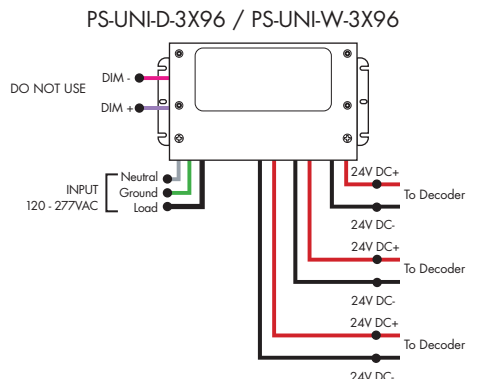 PS-UNI-D-3X96 / PS-UNI-W-3X96
DO NOT USE
DIM -
DIM +
INPUT
120 - 277VAC
Neutral
Ground
Load
24V DC+
To Decoder
24V DC-
24V DC+
To Decoder
24V DC-
24V DC+
To Decoder
24V DC-